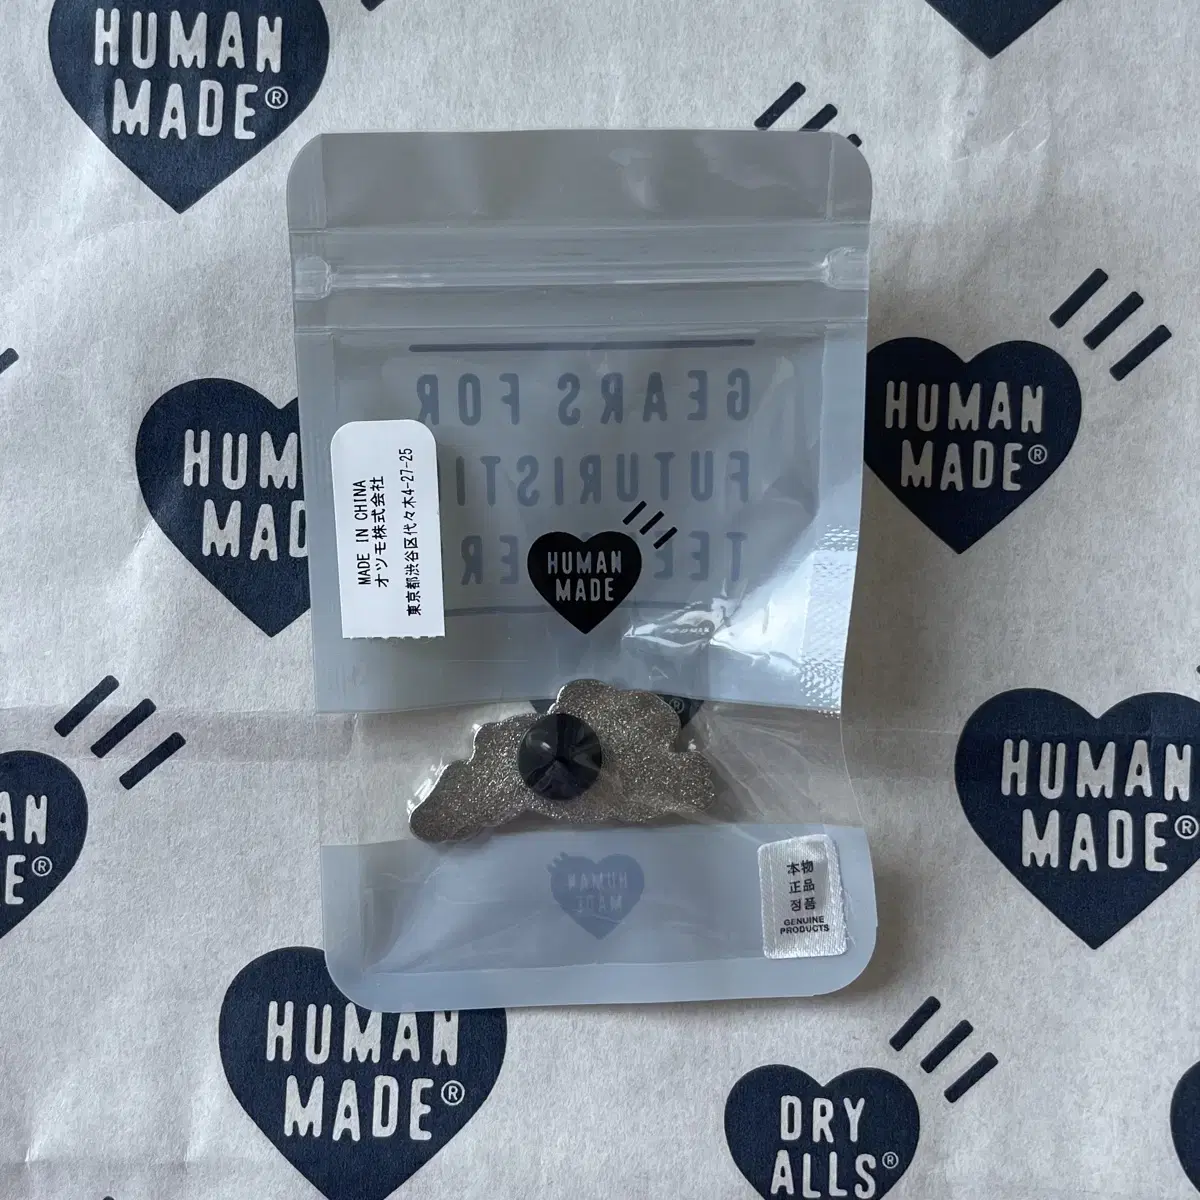 HUMAN
MADE®
GEARS FOR
FUTURISTI
TEE ER
MADE IN CHINA
オツモ株式会社
東京都渋谷区代々木4-27-25
HUMAN
MADE
HUMAN
MADE®
HUM
MAD
HUMAN
MADE®
AN
E®
HUMAN
MADE
本物
正品
정품
GENUINE
PRODUCTS
HUMAN
MADE®
DRY
ALLS®